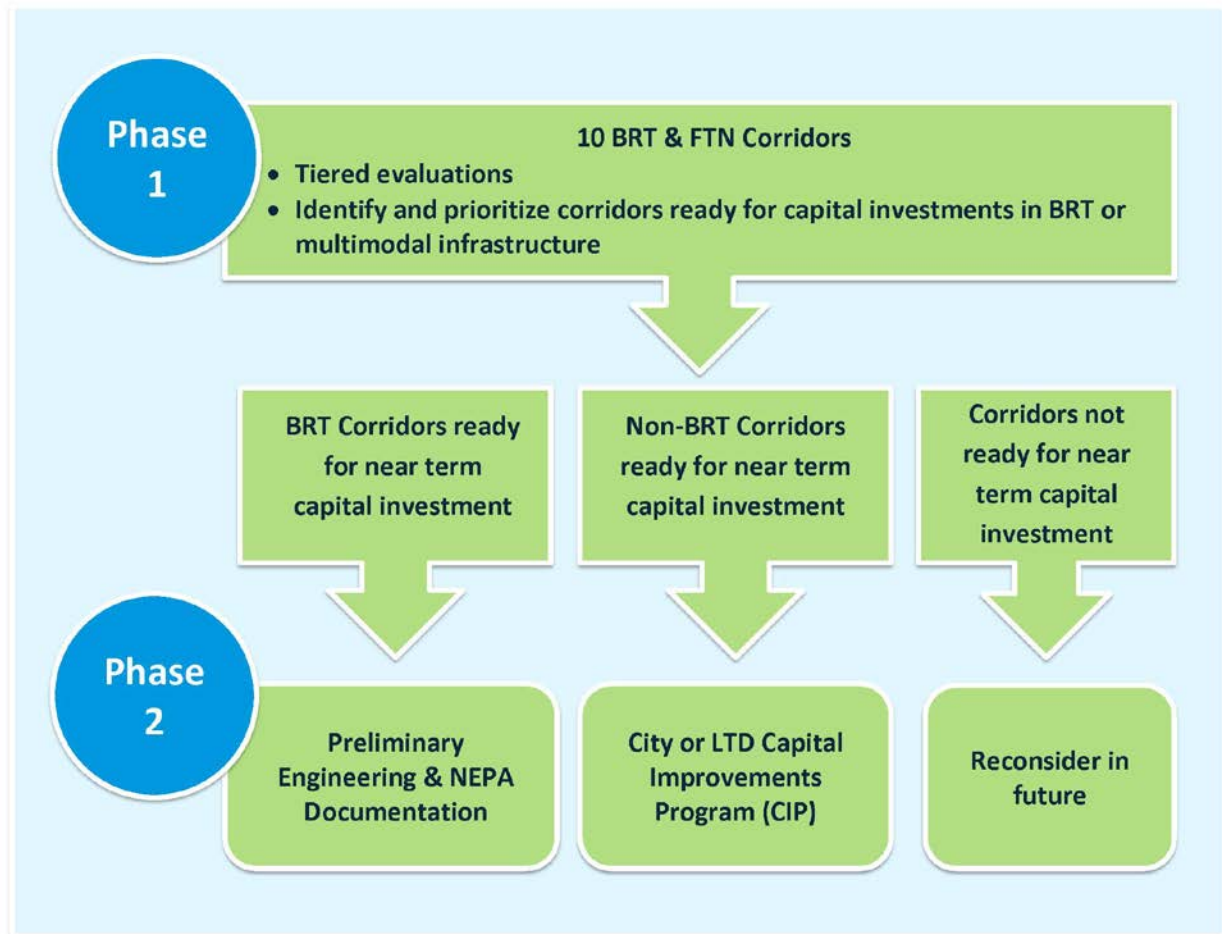 Phase
1
10 BRT & FTN Corridors
• Tiered evaluations
• Identify and prioritize corridors ready for capital investments in BRT or
multimodal infrastructure
BRT Corridors ready
for near term
capital investment
Non-BRT Corridors
ready for near term
capital investment
Corridors not
ready for near
term capital
investment
Phase
2
Preliminary
Engineering & NEPA
Documentation
City or LTD Capital
Improvements
Program (CIP)
Reconsider in
future